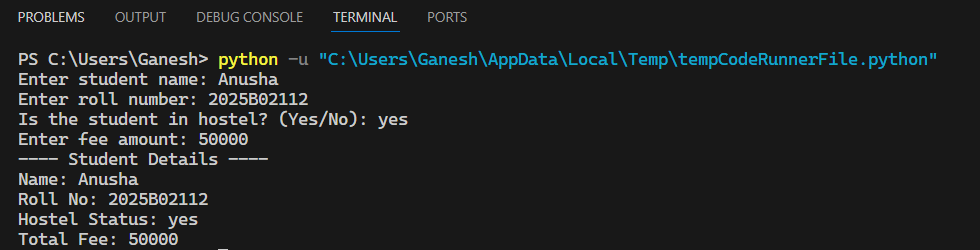 PROBLEMS OUTPUT DEBUG CONSOLE TERMINAL PORTS
PS C:\Users\Ganesh> python -u "C:\Users\Ganesh\AppData\Local\Temp\tempCodeRunnerFile.python"
Enter student name: Anusha
Enter roll number: 2025B02112
Is the student in hostel? (Yes/No): yes
Enter fee amount: 50000
---- Student Details ----
Name: Anusha
Roll No: 2025B02112
Hostel Status: yes
Total Fee: 50000